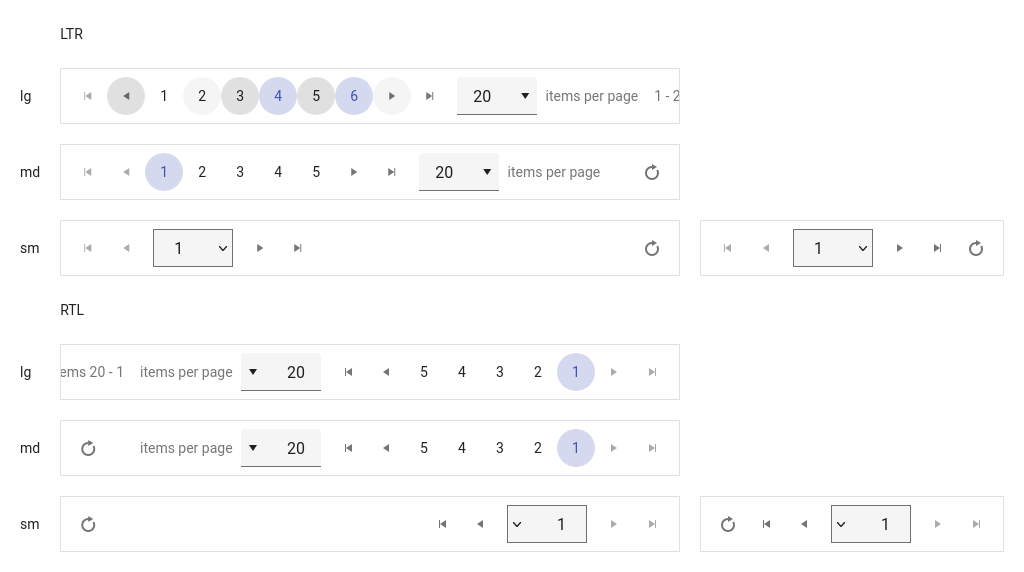 LTR
lg 1 2 3 4 5 6 20 items per page 1 - 2
md 1 2 3 4 5 20 items per page
sm 1 1
RTL
lg ems 20 - 1 items per page 20 5 4 3 2 1
md items per page 20 5 4 3 2 1
sm 1 1